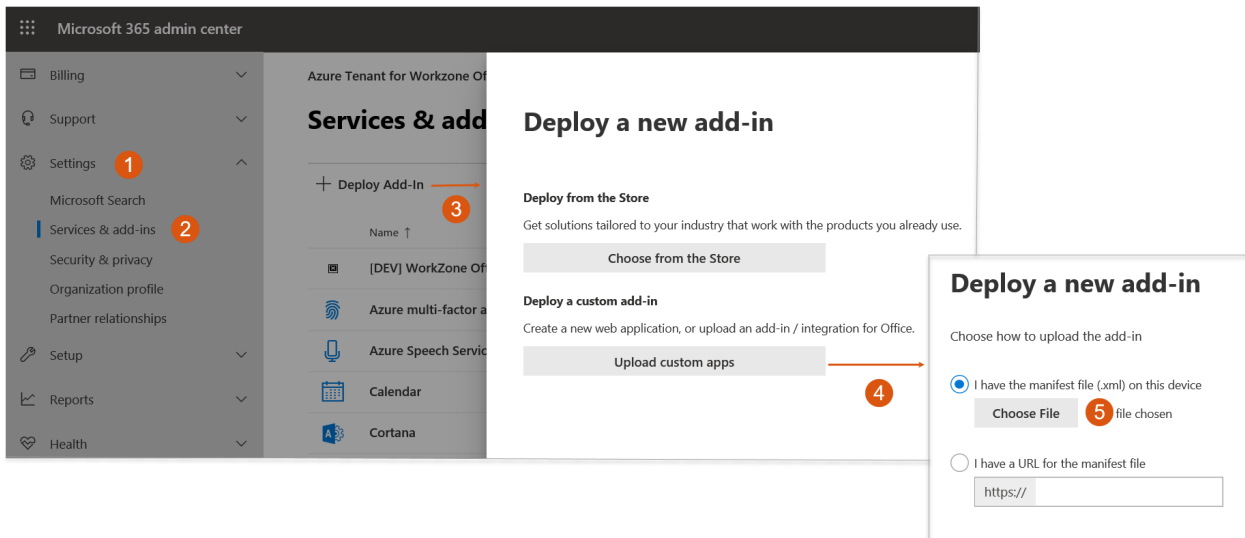 Microsoft 365 admin center
Billing
Support
Settings
1
Microsoft Search
Services & add-ins
2
Security & privacy
Organization profile
Partner relationships
Setup
Reports
Health
Azure Tenant for Workzone Of
Services & add
Deploy Add-In
3
Name ↑
[DEV] WorkZone Of
Azure multi-factor a
Azure Speech Servic
Calendar
Cortana
Deploy a new add-in
Deploy from the Store
Get solutions tailored to your industry that work with the products you already use.
Choose from the Store
Deploy a custom add-in
Create a new web application, or upload an add-in / integration for Office.
Upload custom apps
4
Deploy a new add-in
Choose how to upload the add-in
I have the manifest file (.xml) on this device
Choose File 5 file chosen
I have a URL for the manifest file
https://